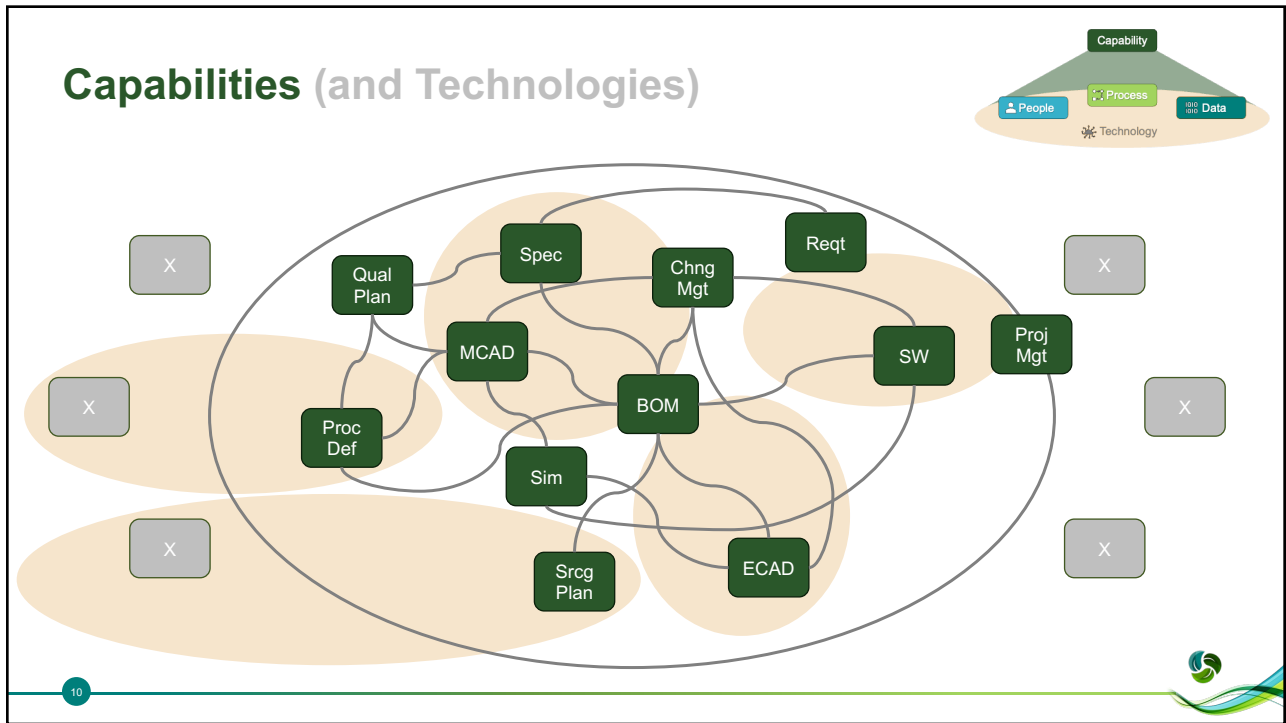 Capabilities (and Technologies)
Capability
People
Process
Data
Technology
X
Qual
Plan
Spec
Chng
Mgt
Reqt
X
MCAD
SW
Proj
Mgt
X
Proc
Def
BOM
X
Sim
X
Srcg
Plan
ECAD
X
10